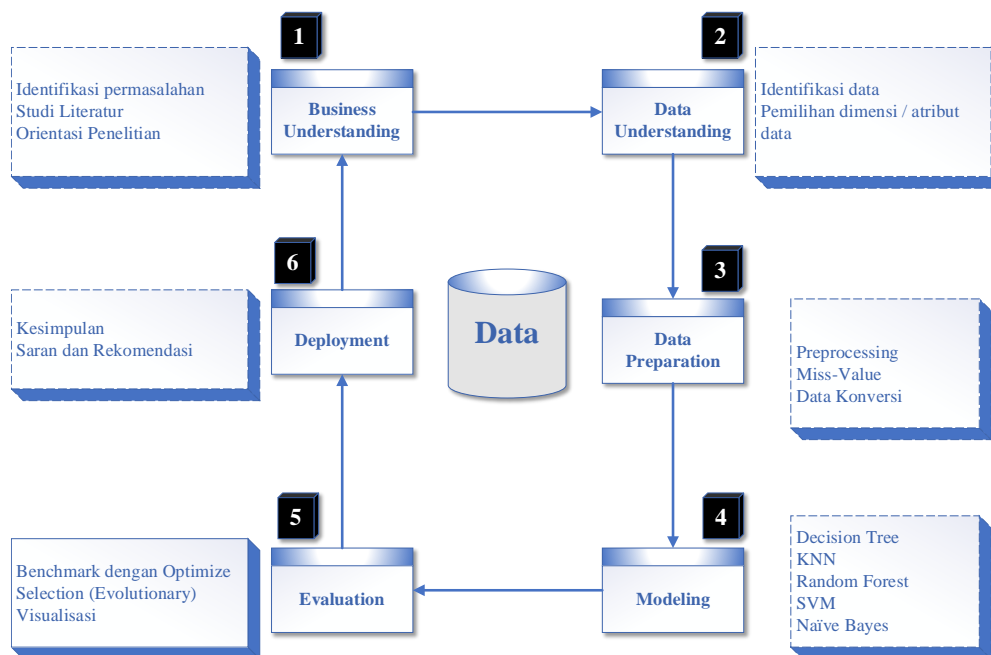 1
Identifikasi permasalahan
Studi Literatur
Orientasi Penelitian
Business
Understanding
2
Data
Understanding
Identifikasi data
Pemilihan dimensi / atribut
data
3
Data
Preparation
Preprocessing
Miss-Value
Data Konversi
Data
4
Modeling
Decision Tree
KNN
Random Forest
SVM
Naïve Bayes
5
Evaluation
Benchmark dengan Optimize
Selection (Evolutionary)
Visualisasi
6
Deployment
Kesimpulan
Saran dan Rekomendasi